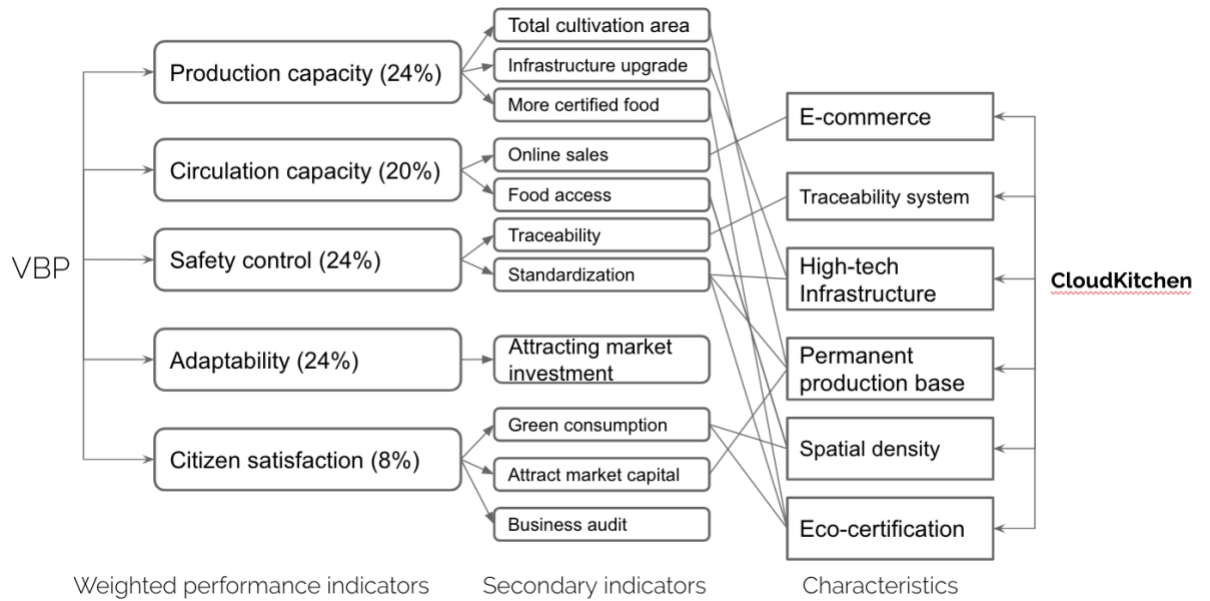 VBP
Production capacity (24%)
Circulation capacity (20%)
Safety control (24%)
Adaptability (24%)
Citizen satisfaction (8%)
Weighted performance indicators
Total cultivation area
Infrastructure upgrade
More certified food
Online sales
Food access
Traceability
Standardization
Attracting market
investment
Green consumption
Attract market capital
Business audit
Secondary indicators
E-commerce
Traceability system
High-tech
Infrastructure
Permanent
production base
Spatial density
Eco-certification
Characteristics
CloudKitchen